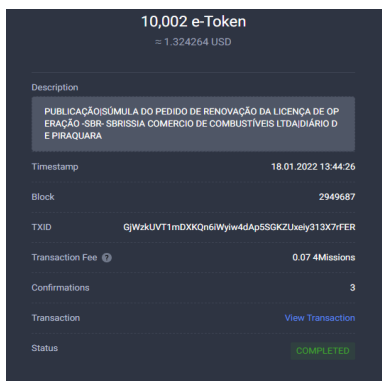 10,002 e-Token
≈ 1.324264 USD
Description
PUBLICAÇÃO|SÚMULA DO PEDIDO DE RENOVAÇÃO DA LICENÇA DE OP
ERAÇÃO -SBR- SBRISSIA COMERCIO DE COMBUSTÍVEIS LTDA|DIÁRIO D
E PIRAQUARA
Timestamp 18.01.2022 13:44:26
Block 2949687
TXID GjWzkUVT1mDXKQn6iWyiw4dAp5SGKZUxeiy313X7rFER
Transaction Fee ? 0.07 4Missions
Confirmations 3
Transaction View Transaction
Status COMPLETED